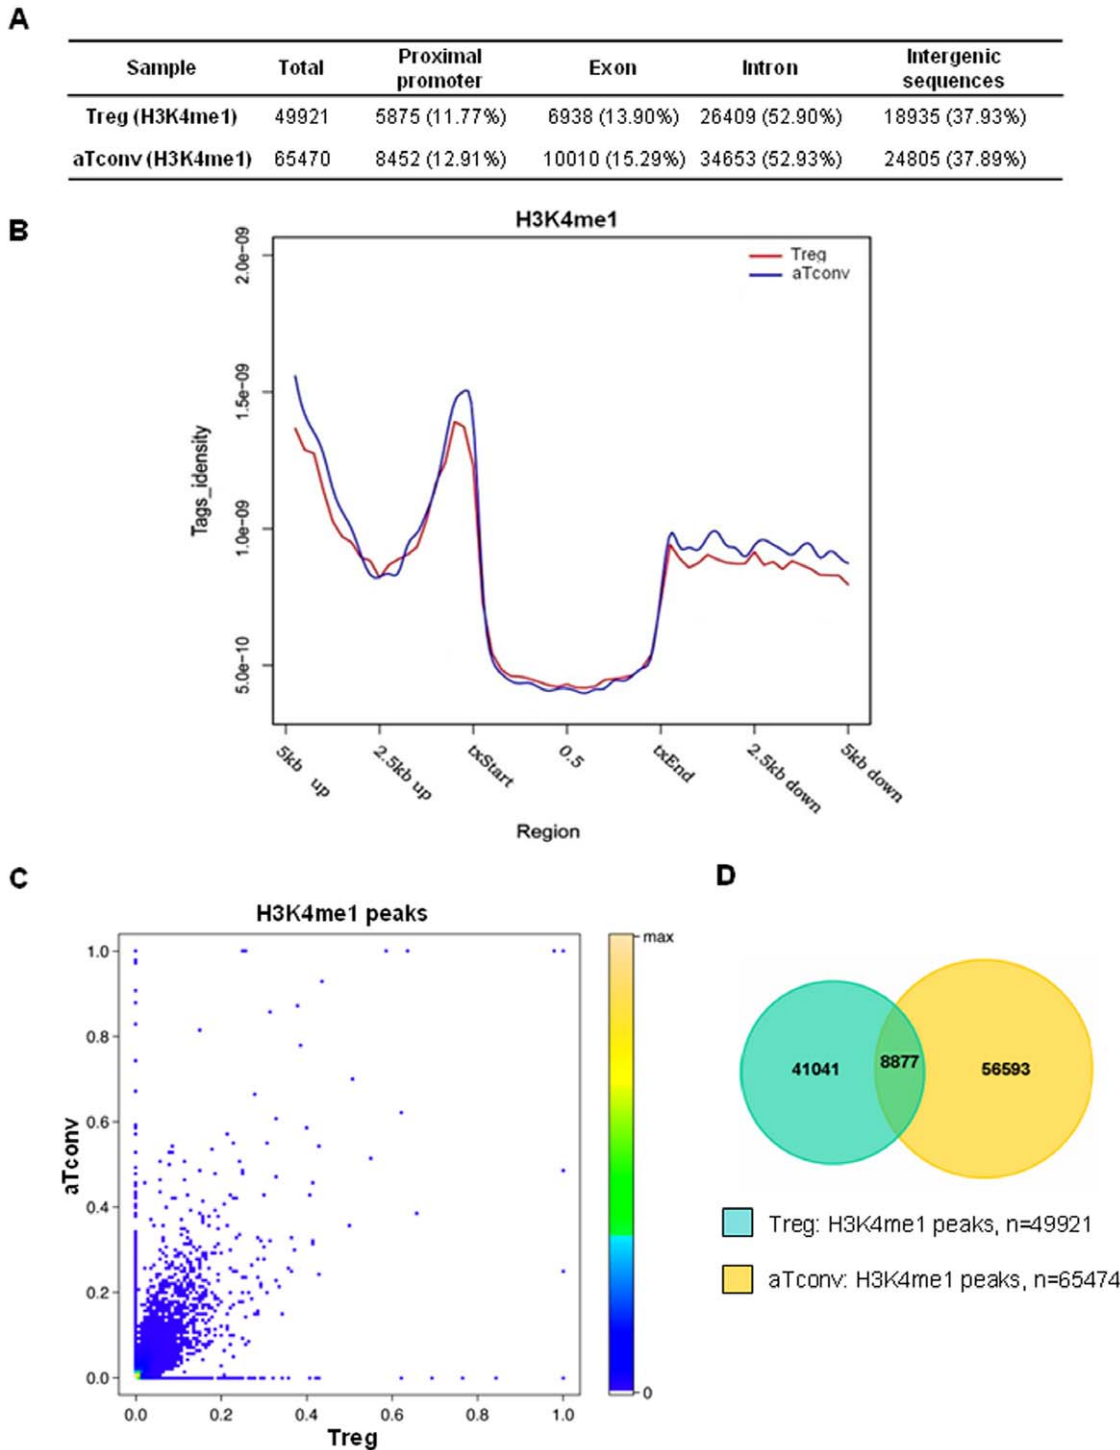 A
Sample Total Proximal promoter Exon Intron Intergenic sequences
Treg (H3K4me1) 49921 5875 (11.77%) 6938 (13.90%) 26409 (52.90%) 18935 (37.93%)
aTconv (H3K4me1) 65470 8452 (12.91%) 10010 (15.29%) 34653 (52.93%) 24805 (37.89%)
B
H3K4me1
Treg
aTconv
2.0e-09
1.5e-09
1.0e-09
5.0e-10
Tags_idensity
5kb up
2.5kb up
txStart
0.5
txEnd
2.5kb down
5kb down
Region
C
H3K4me1 peaks
1.0
0.8
0.6
0.4
0.2
0.0
aTconv
0.0 0.2 0.4 0.6 0.8 1.0
Treg
max
0
D
41041
8877
56593
Treg: H3K4me1 peaks, n=49921
aTconv: H3K4me1 peaks, n=65474